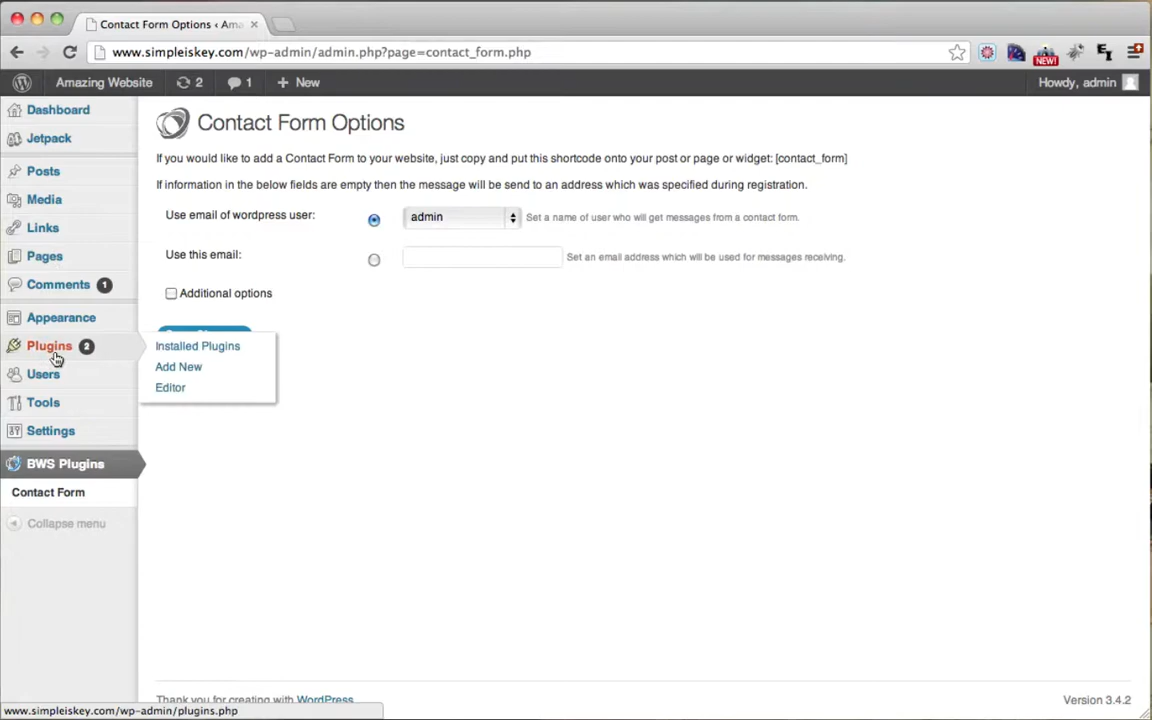 Contact Form Options ‹ Ama
www.simpleiskey.com/wp-admin/admin.php?page=contact_form.php
NEW!
Amazing Website 2 1 + New Howdy, admin
Dashboard
Jetpack
Posts
Media
Links
Pages
Comments 1
Appearance
Plugins 2
Users
Tools
Settings
BWS Plugins
Contact Form
Collapse menu
Installed Plugins
Add New
Editor
Contact Form Options
If you would like to add a Contact Form to your website, just copy and put this shortcode onto your post or page or widget: [contact_form]
If information in the below fields are empty then the message will be send to an address which was specified during registration.
Use email of wordpress user: admin Set a name of user who will get messages from a contact form.
Use this email: Set an email address which will be used for messages receiving.
Additional options
Thank you for creating with WordPress Version 3.4.2
www.simpleiskey.com/wp-admin/plugins.php